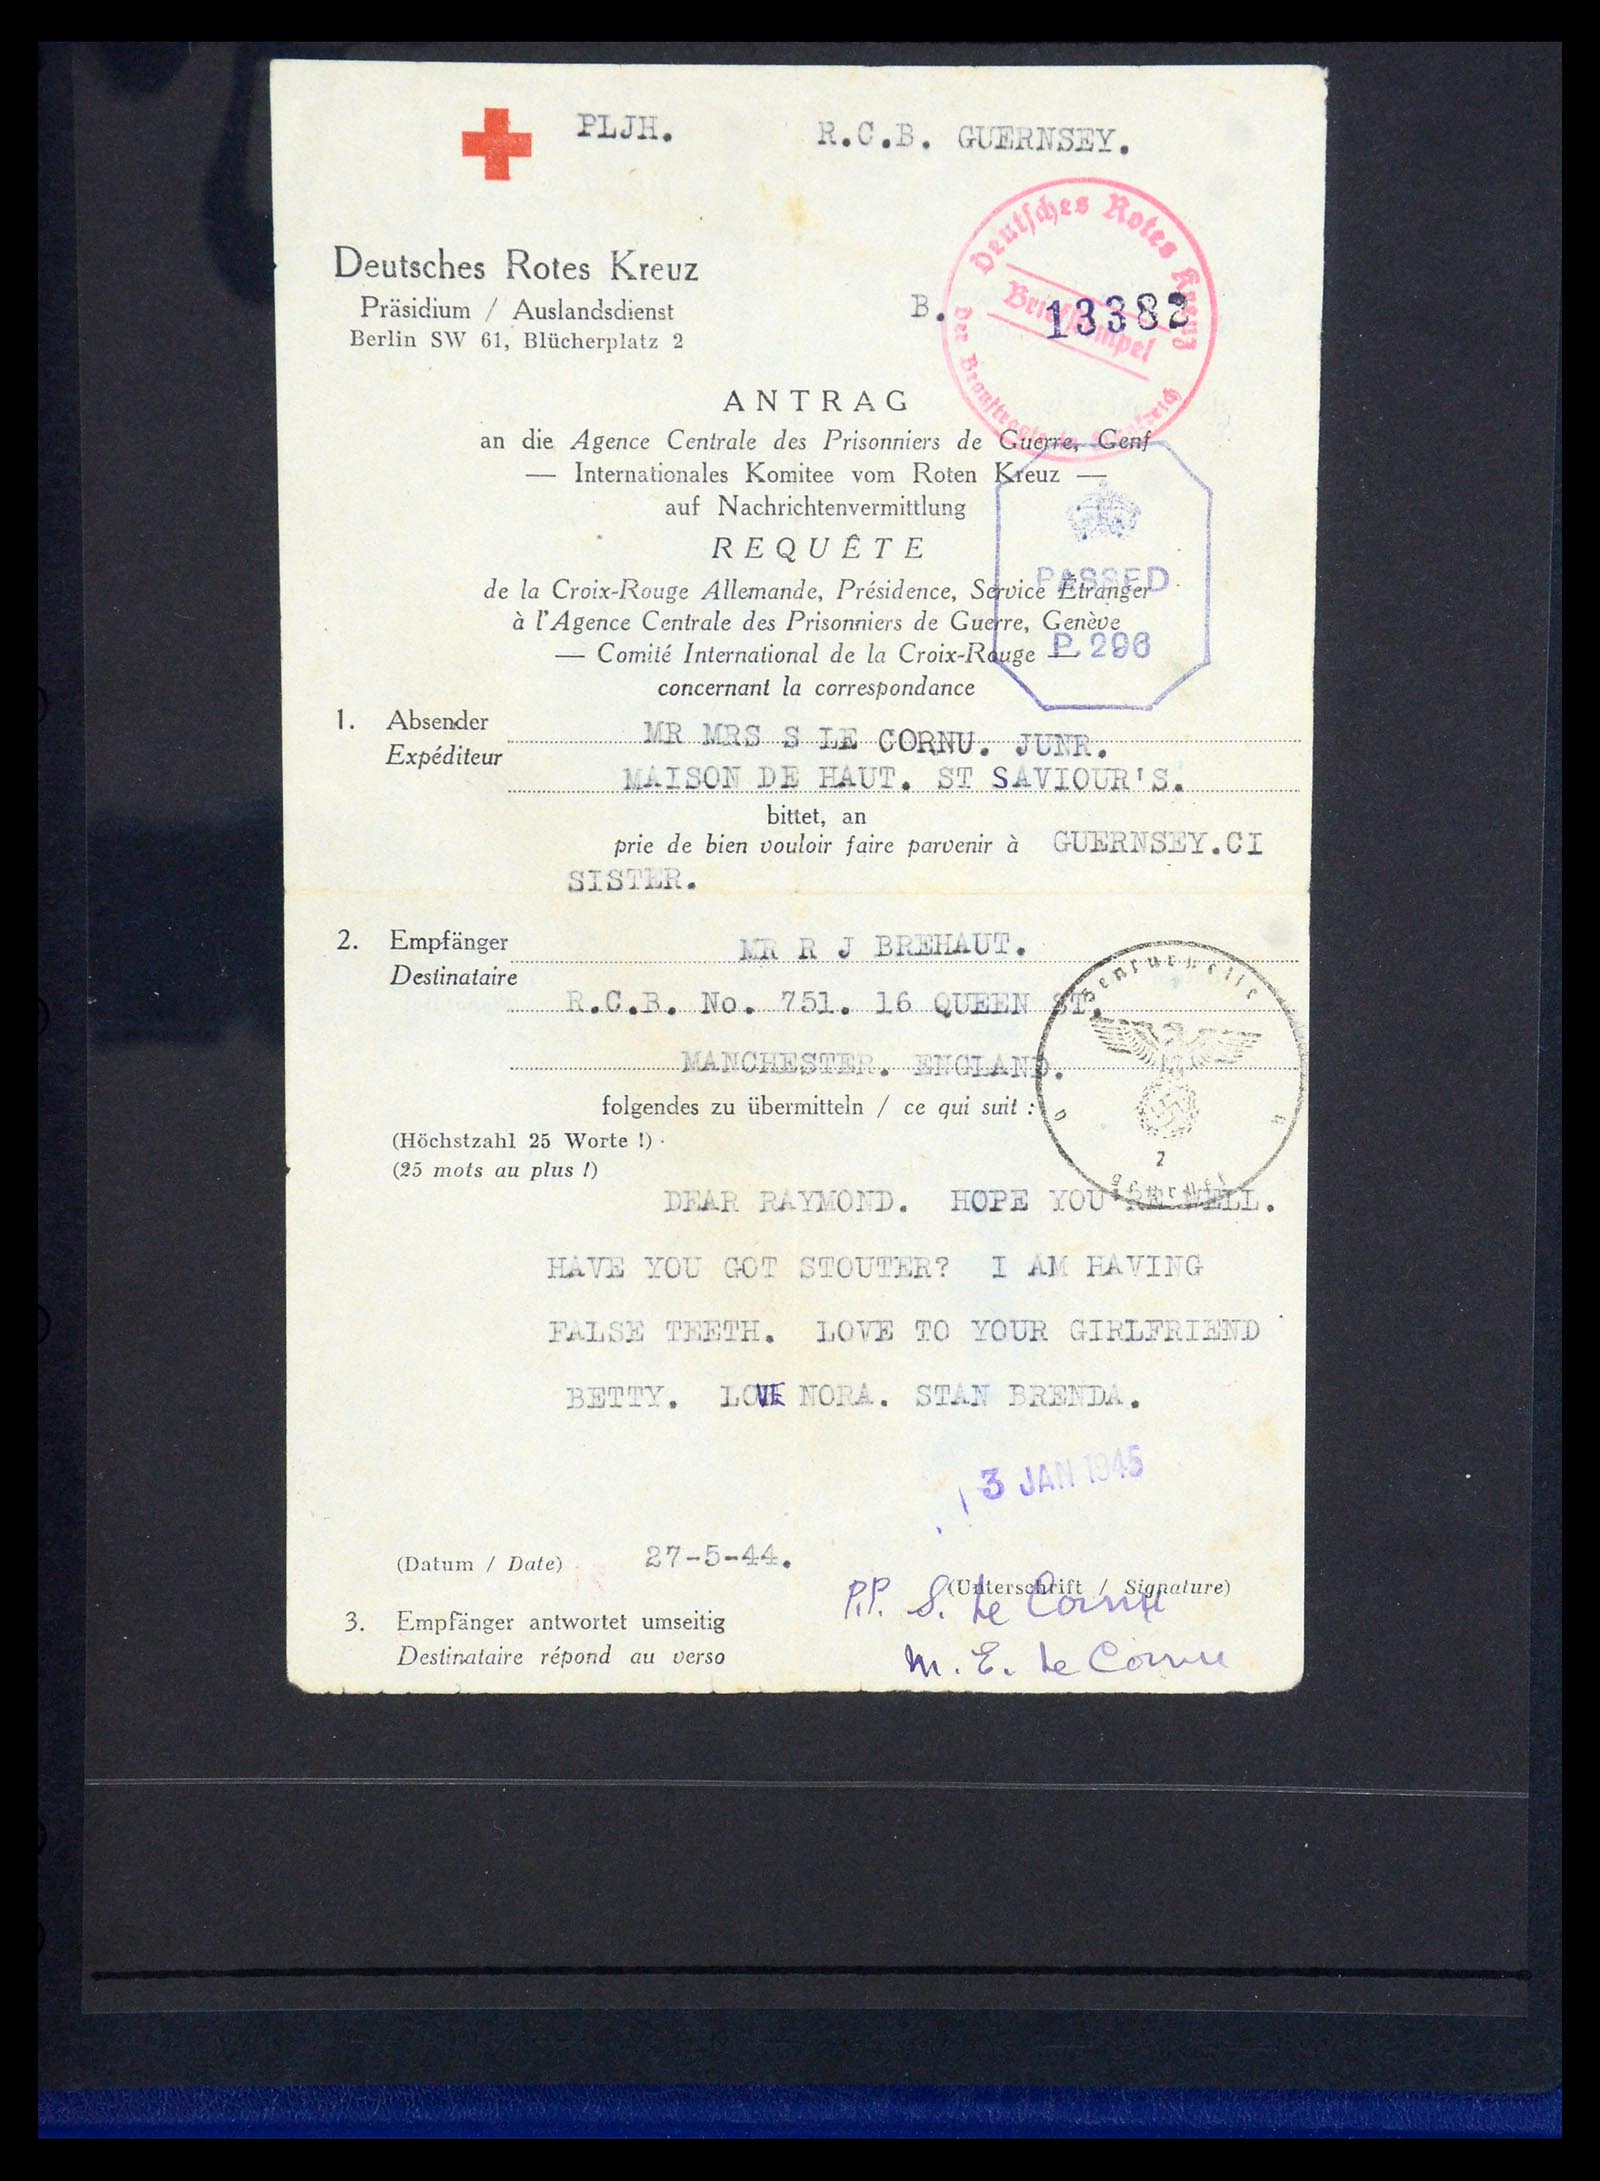 PLJH. R.C.B. GUERNSEY.
Deutsches Rotes Kreuz
Briefstempel
Deutsches Rotes Kreuz
Präsidium / Auslandsdienst
B. 13382
Berlin SW 61, Blücherplatz 2
ANTRAG
an die Agence Centrale des Prisonniers de Guerre, Genf
— Internationales Komitee vom Roten Kreuz —
auf Nachrichtenvermittlung
REQUÊTE
de la Croix-Rouge Allemande, Présidence, Service Étranger
à l'Agence Centrale des Prisonniers de Guerre, Genève
— Comité International de la Croix-Rouge —
concernant la correspondance
PASSED
P. 296
1. Absender MR MRS S LE CORNU. JUNR.
Expéditeur
MAISON DE HAUT. ST SAVIOUR'S.
bittet, an
prie de bien vouloir faire parvenir à GUERNSEY.CI
SISTER.
2. Empfänger MR R J BREHAUT.
Destinataire
R.C.B. No. 751. 16 QUEEN ST.
MANCHESTER. ENGLAND.
folgendes zu übermitteln / ce qui suit :
(Höchstzahl 25 Worte !)
(25 mots au plus !)
2
DEAR RAYMOND. HOPE YOU'RE WELL.
HAVE YOU GOT STOUTER? I AM HAVING
FALSE TEETH. LOVE TO YOUR GIRLFRIEND
BETTY. LOVE NORA. STAN BRENDA.
3 JAN 1945
(Datum / Date) 27-5-44.
(Unterschrift / Signature)
P.P. S. Le Cornu
3. Empfänger antwortet umseitig
Destinataire répond au verso
M. E. Le Cornu